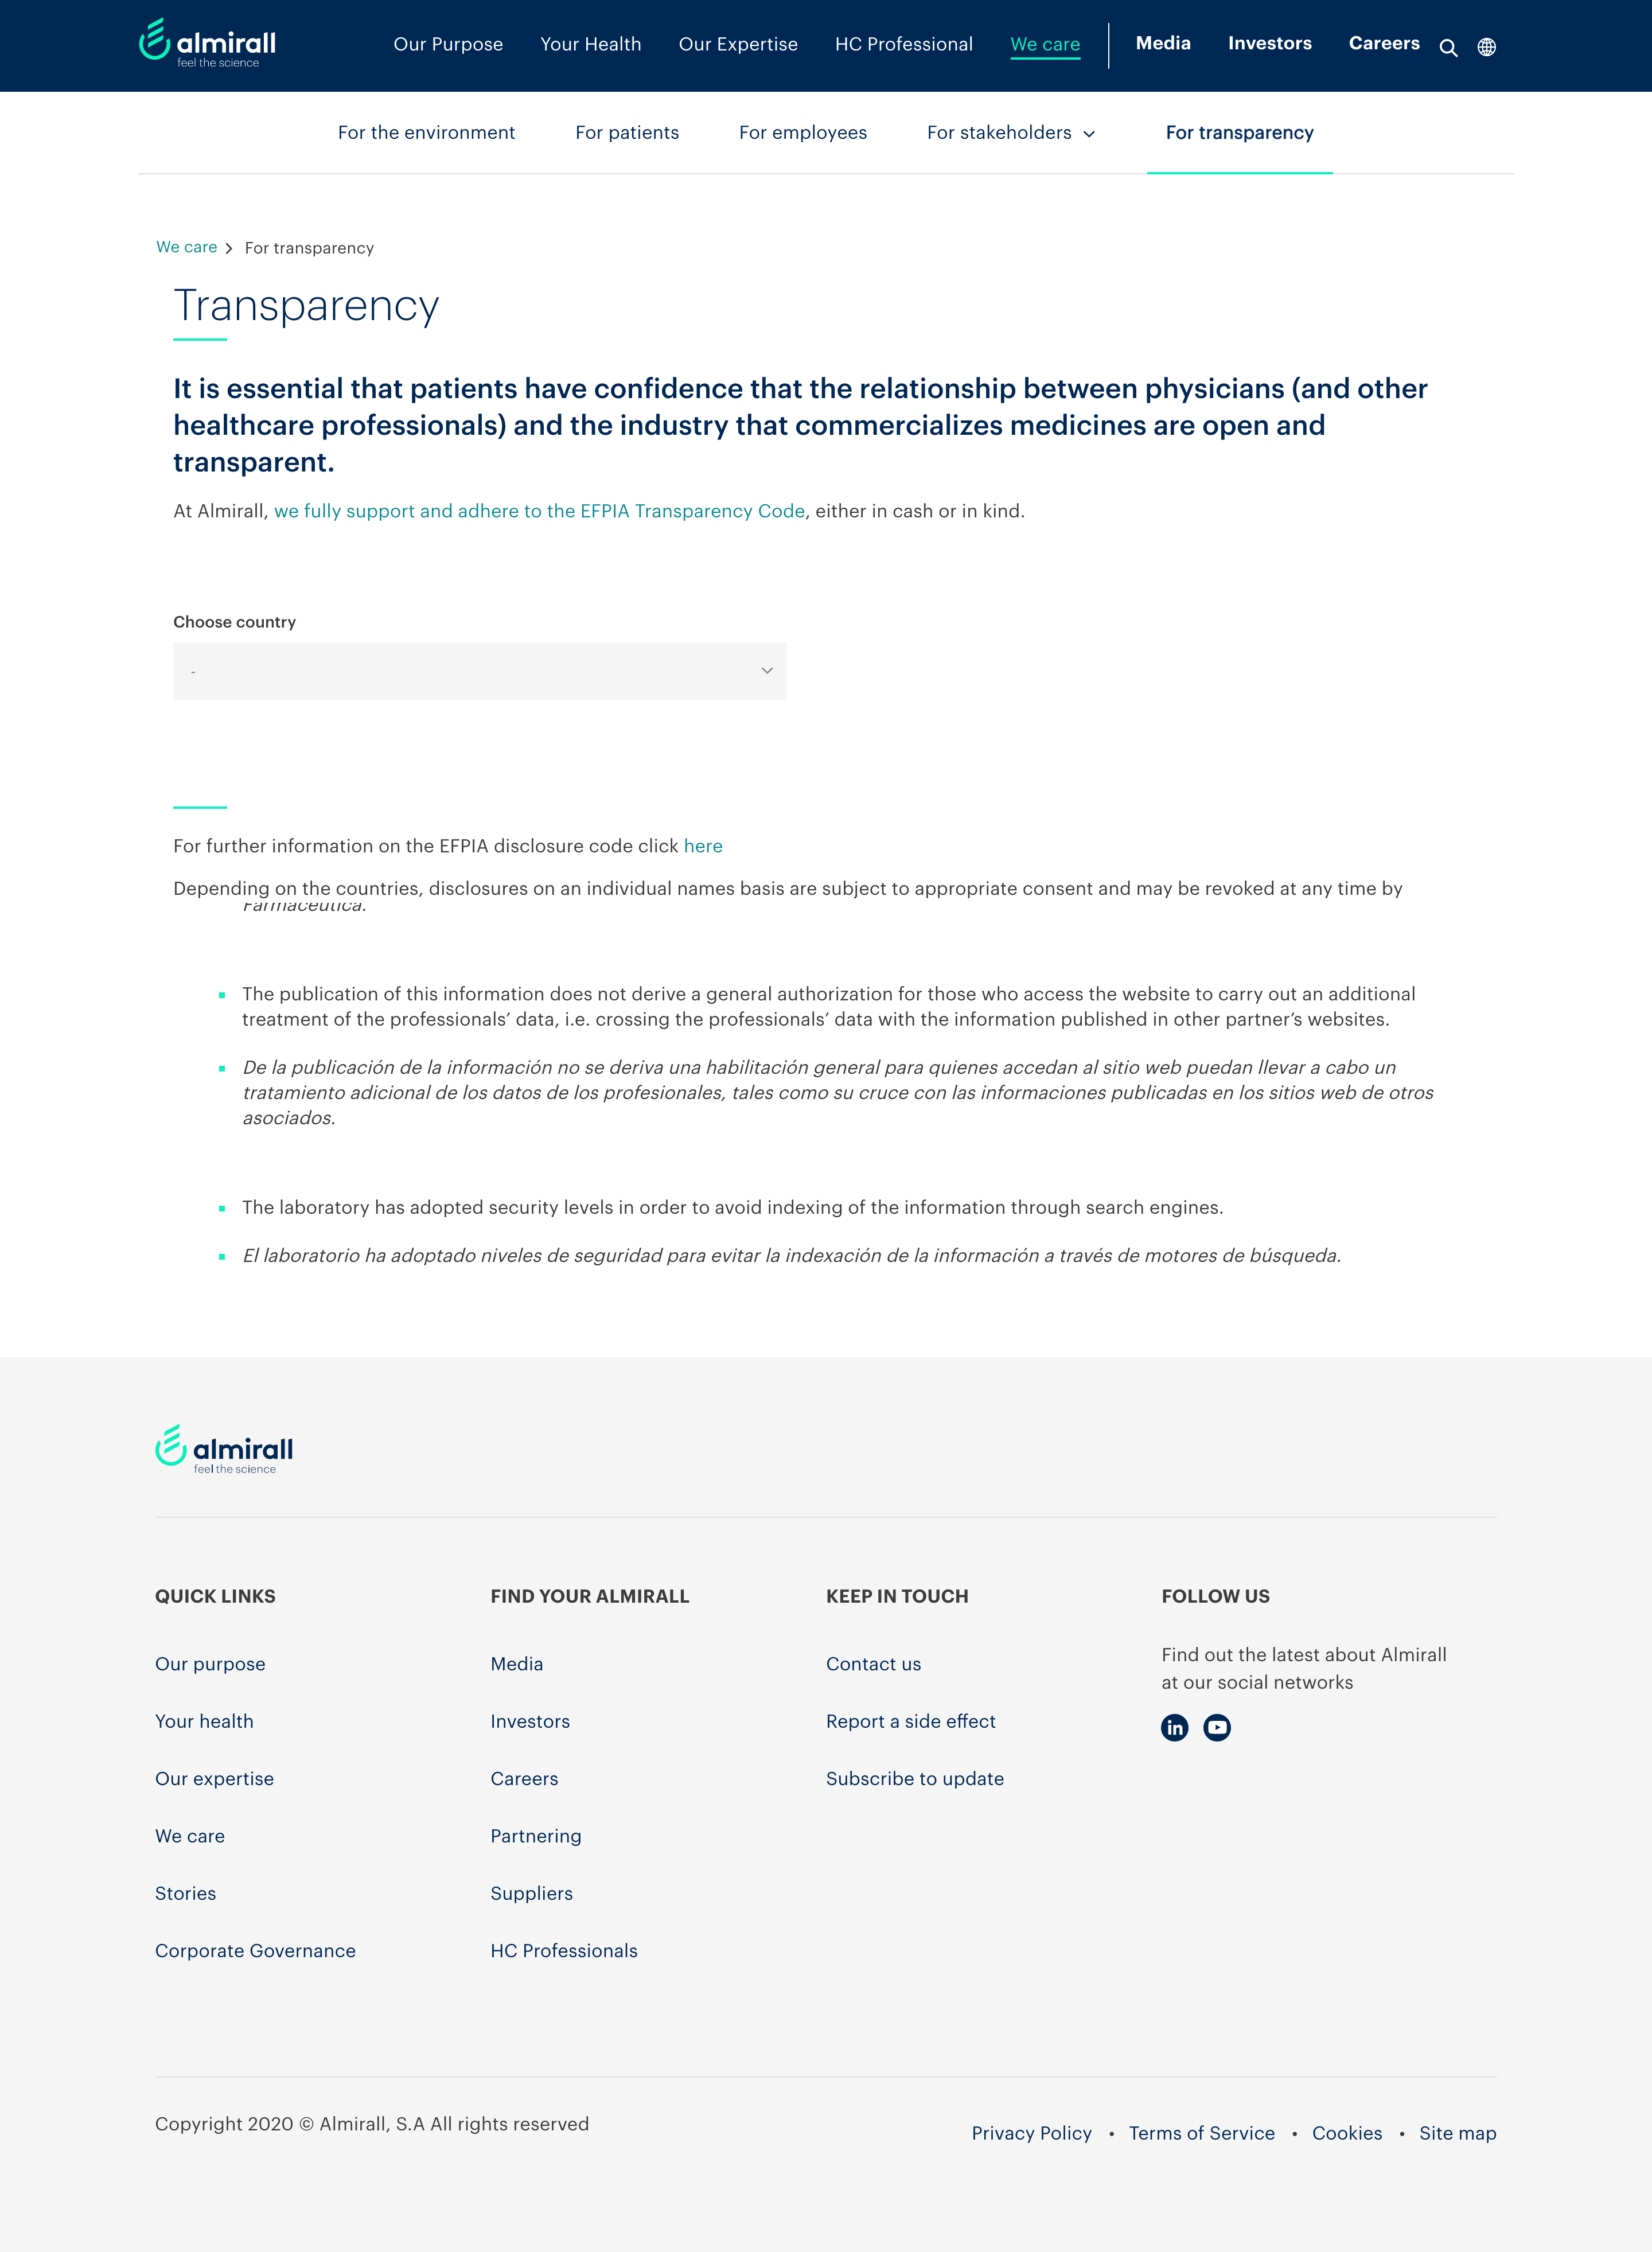 almirall
feel the science
Our Purpose
Your Health
Our Expertise
HC Professional
We care
Media
Investors
Careers
For the environment
For patients
For employees
For stakeholders
For transparency
We care
For transparency
Transparency
It is essential that patients have confidence that the relationship between physicians (and other
healthcare professionals) and the industry that commercializes medicines are open and
transparent.
At Almirall, we fully support and adhere to the EFPIA Transparency Code, either in cash or in kind.
Choose country
-
For further information on the EFPIA disclosure code click here
Depending on the countries, disclosures on an individual names basis are subject to appropriate consent and may be revoked at any time by
Farmacéutica.
The publication of this information does not derive a general authorization for those who access the website to carry out an additional
treatment of the professionals’ data, i.e. crossing the professionals’ data with the information published in other partner’s websites.
De la publicación de la información no se deriva una habilitación general para quienes accedan al sitio web puedan llevar a cabo un
tratamiento adicional de los datos de los profesionales, tales como su cruce con las informaciones publicadas en los sitios web de otros
asociados.
The laboratory has adopted security levels in order to avoid indexing of the information through search engines.
El laboratorio ha adoptado niveles de seguridad para evitar la indexación de la información a través de motores de búsqueda.
almirall
feel the science
QUICK LINKS
Our purpose
Your health
Our expertise
We care
Stories
Corporate Governance
FIND YOUR ALMIRALL
Media
Investors
Careers
Partnering
Suppliers
HC Professionals
KEEP IN TOUCH
Contact us
Report a side effect
Subscribe to update
FOLLOW US
Find out the latest about Almirall
at our social networks
in
Copyright 2020 © Almirall, S.A All rights reserved
Privacy Policy • Terms of Service • Cookies • Site map